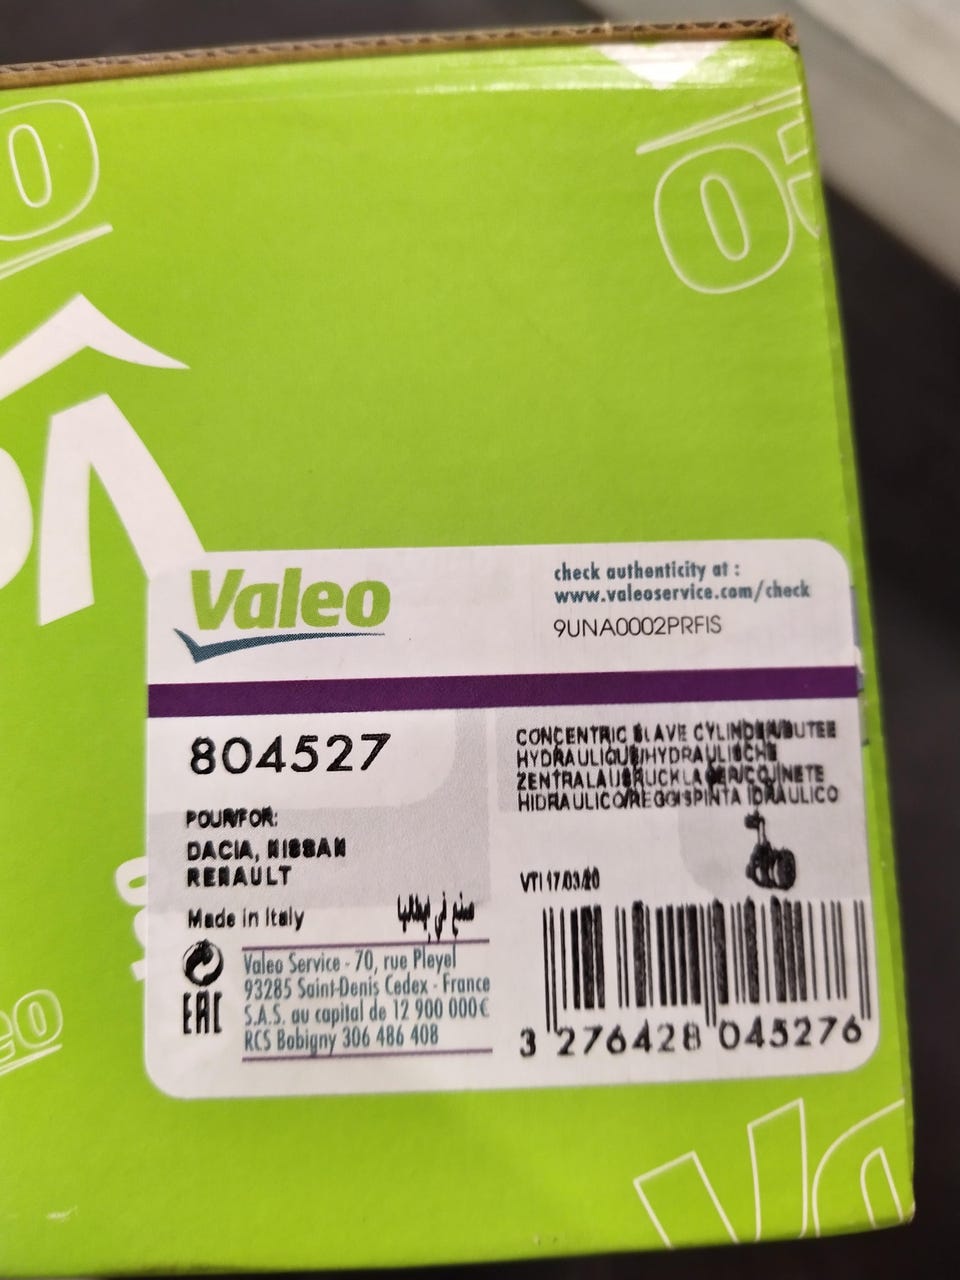 Valeo
check authenticity at :
www.valeoservice.com/check
9UNA0002PRFIS
804527
CONCENTRIC SLAVE CYLINDER/BUTEE
HYDRAULIQUE/HYDRAULISCHE
ZENTRALAUSRUCKLAGER/COJINETE
HIDRAULICO/REGGISPINTA IDRAULICO
POUR/FOR:
DACIA, NISSAN
RENAULT
VTI 17/03/20
Made in Italy
صنع في إيطاليا
EAC
Valeo Service - 70, rue Pleyel
93285 Saint-Denis Cedex - France
S.A.S. au capital de 12 900 000€
RCS Bobigny 306 486 408
3 276428 045276